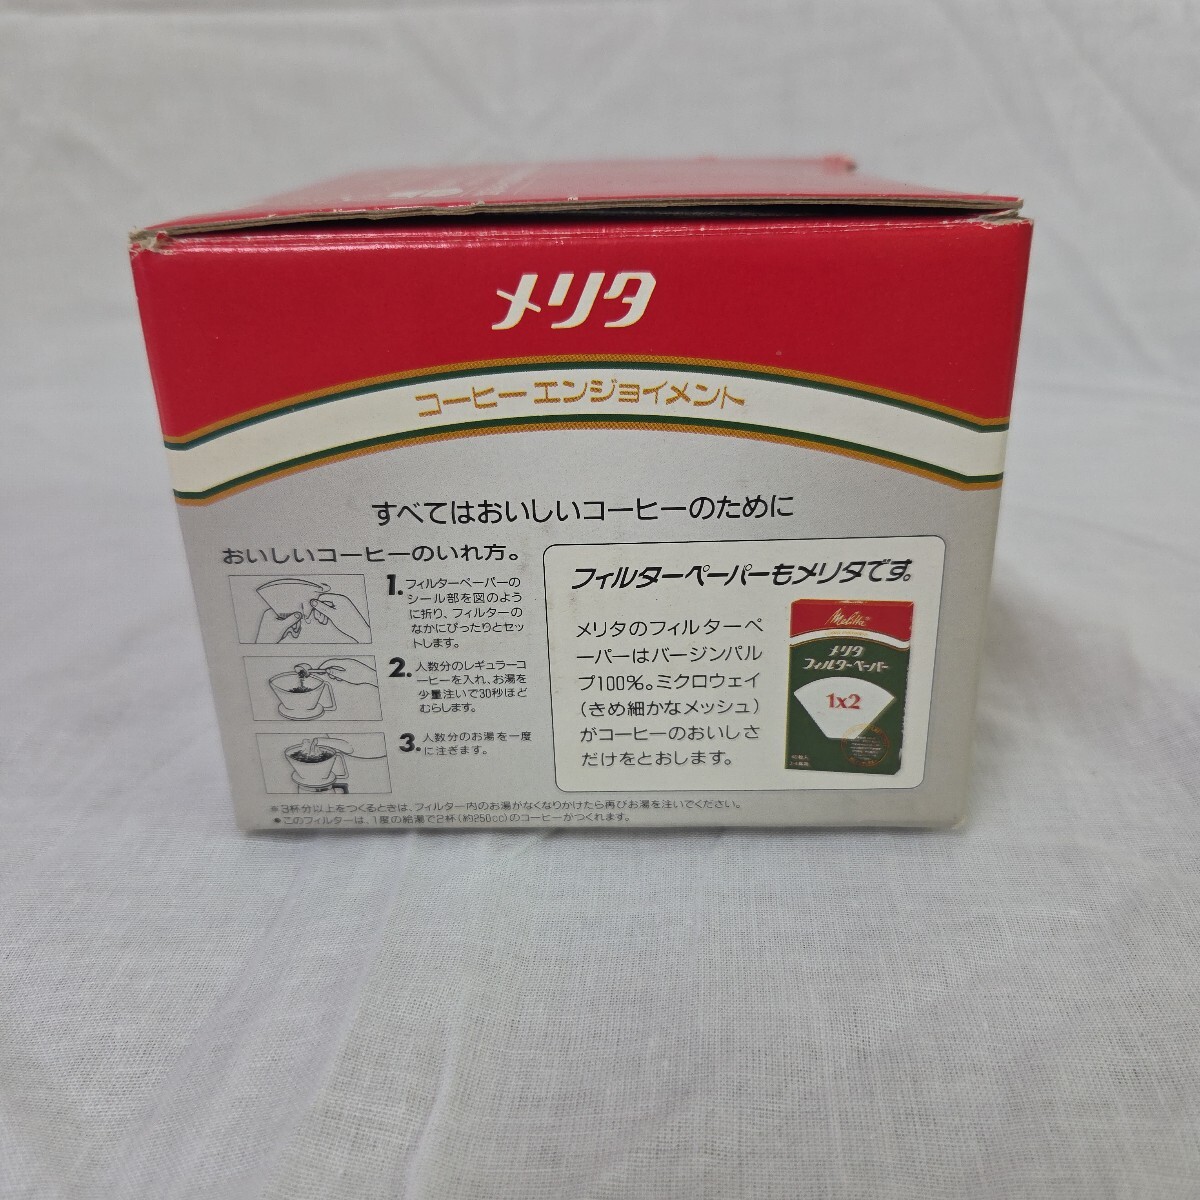 メリタ
コーヒー エンジョイメント
すべてはおいしいコーヒーのために
おいしいコーヒーのいれ方。
1. フィルターペーパーの
シール部を図のよう
に折り、フィルターの
なかにぴったりとセッ
トします。
2. 人数分のレギュラーコ
ーヒーを入れ、お湯を
少量注いで30秒ほど
むらします。
3. 人数分のお湯を一度
に注ぎます。
フィルターペーパーもメリタです。
メリタのフィルターペ
ーパーはバージンパル
プ100%。ミクロウェイ
(きめ細かなメッシュ)
がコーヒーのおいしさ
だけをとおします。
Melitta
メリタ
フィルターペーパー
1x2
※3杯分以上をつくるときは、フィルター内のお湯がなくなりかけたら再びお湯を注いでください。
●このフィルターは、1度の給湯で2杯(約250cc)のコーヒーがつくれます。